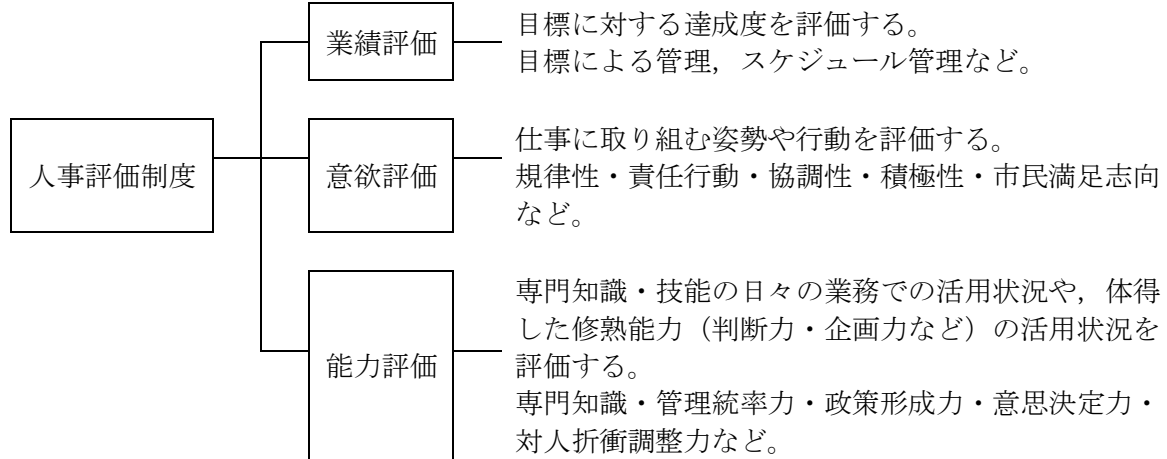 人事評価制度
業績評価
目標に対する達成度を評価する。
目標による管理，スケジュール管理など。
意欲評価
仕事に取り組む姿勢や行動を評価する。
規律性・責任行動・協調性・積極性・市民満足志向
など。
能力評価
専門知識・技能の日々の業務での活用状況や，体得
した修熟能力（判断力・企画力など）の活用状況を
評価する。
専門知識・管理統率力・政策形成力・意思決定力・
対人折衝調整力など。